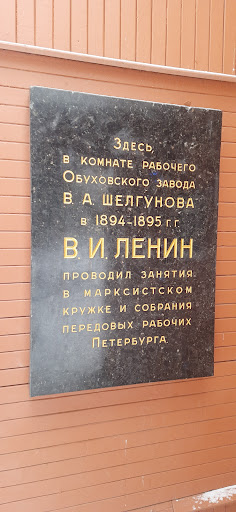 Здесь,
в комнате рабочего
Обуховского завода
В. А. Шелгунова
в 1894-1895 г.г.
В. И. ЛЕНИН
проводил занятия
в марксистском
кружке и собрания
передовых рабочих
Петербурга.